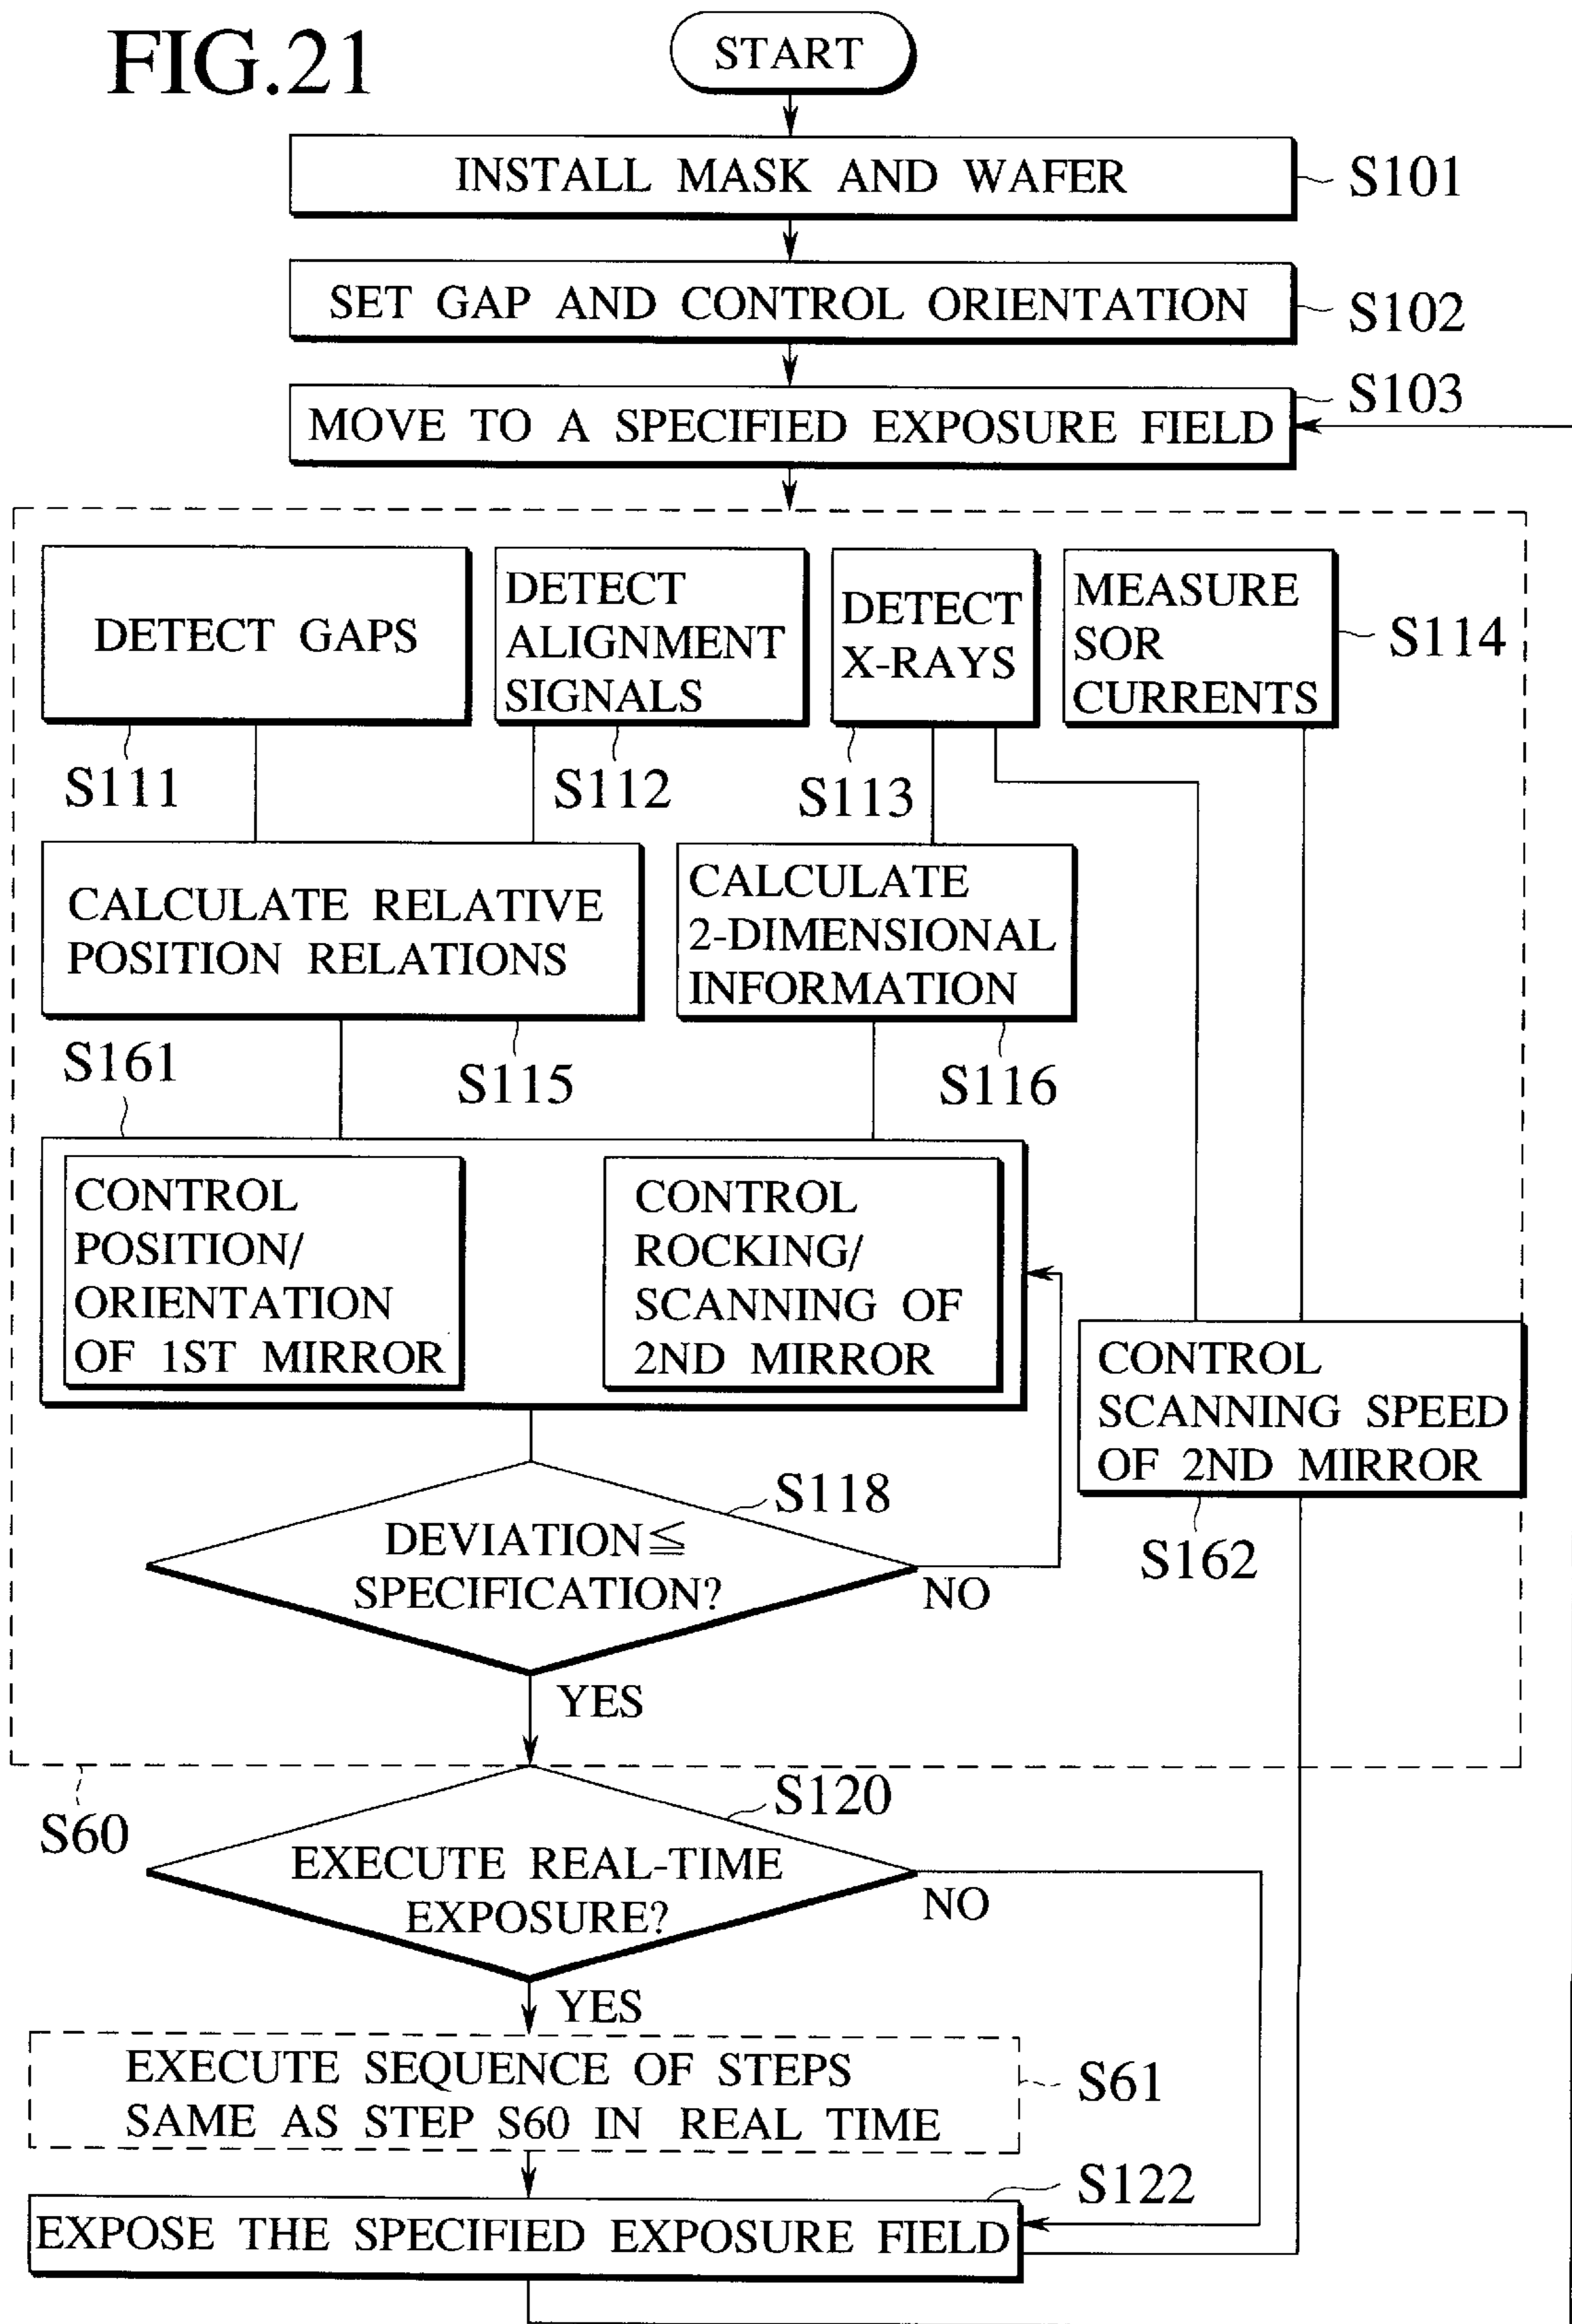 FIG.21
START
INSTALL MASK AND WAFER
S101
SET GAP AND CONTROL ORIENTATION
S102
S103
MOVE TO A SPECIFIED EXPOSURE FIELD
DETECT GAPS
S111
DETECT
ALIGNMENT
SIGNALS
S112
DETECT
X-RAYS
S113
MEASURE
SOR
CURRENTS
S114
CALCULATE RELATIVE
POSITION RELATIONS
S115
CALCULATE
2-DIMENSIONAL
INFORMATION
S116
S161
CONTROL
POSITION/
ORIENTATION
OF 1ST MIRROR
CONTROL
ROCKING/
SCANNING OF
2ND MIRROR
CONTROL
SCANNING SPEED
OF 2ND MIRROR
S162
S118
DEVIATION≦
SPECIFICATION?
NO
YES
S60
S120
EXECUTE REAL-TIME
EXPOSURE?
NO
YES
EXECUTE SEQUENCE OF STEPS
SAME AS STEP S60 IN REAL TIME
S61
S122
EXPOSE THE SPECIFIED EXPOSURE FIELD